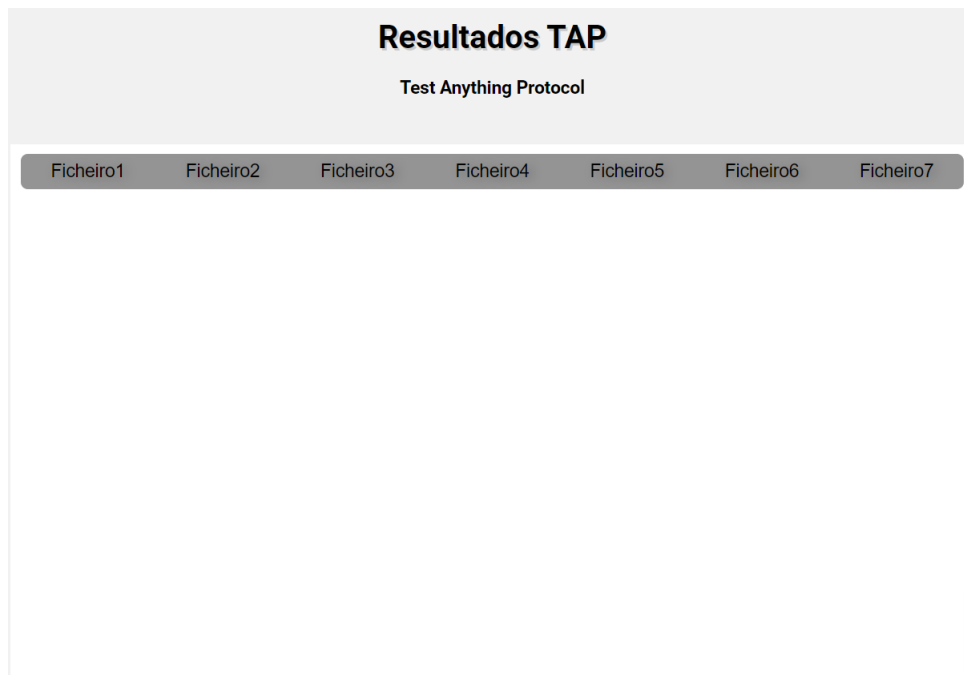 Resultados TAP
Test Anything Protocol
Ficheiro1 Ficheiro2 Ficheiro3 Ficheiro4 Ficheiro5 Ficheiro6 Ficheiro7